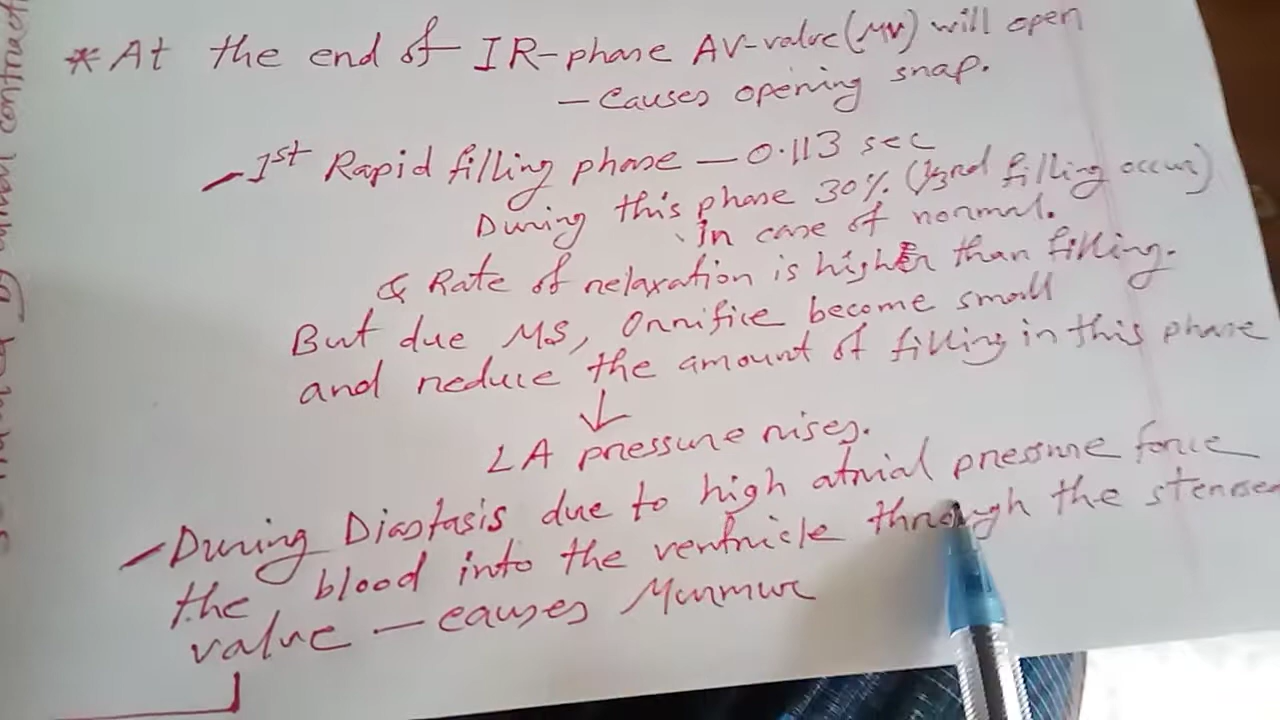 * At the end of IR-phase AV-valve (MV) will open
— Causes opening snap.
– 1st Rapid filling phase — 0.113 sec
During this phase 30% (1/3rd filling occurs)
In case of normal.
& Rate of relaxation is higher than filling.
But due MS, Orrifice become small
and reduce the amount of filling in this phase
↓
LA pressure rises.
– During Diastasis due to high atrial pressure force
the blood into the ventricle through the
valve — causes Murmur